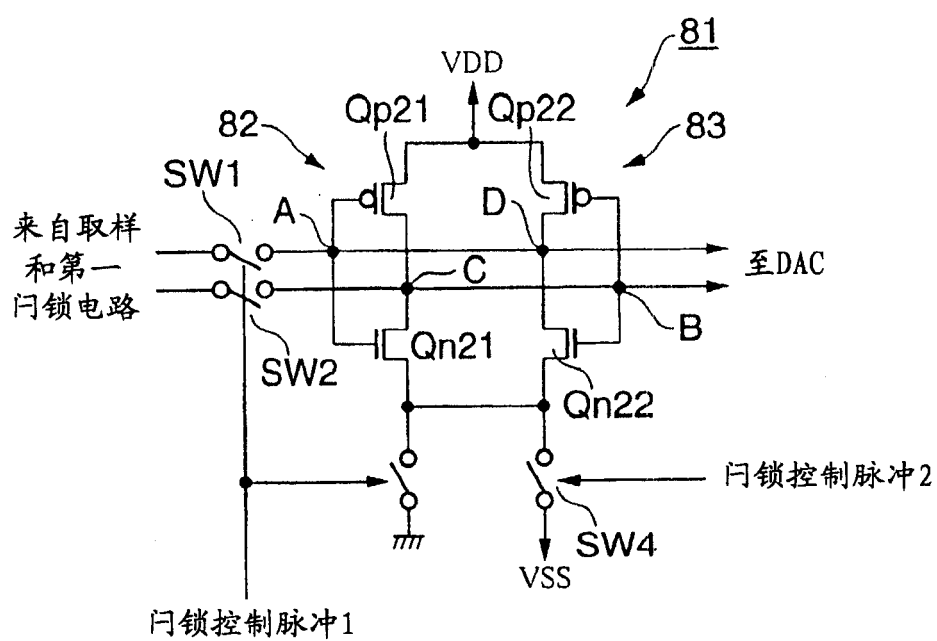 81
VDD
Qp21
Qp22
82
83
SW1
A
D
来自取样
和第一
闩锁电路
C
至DAC
B
SW2
Qn21
Qn22
闩锁控制脉冲2
SW4
VSS
闩锁控制脉冲1